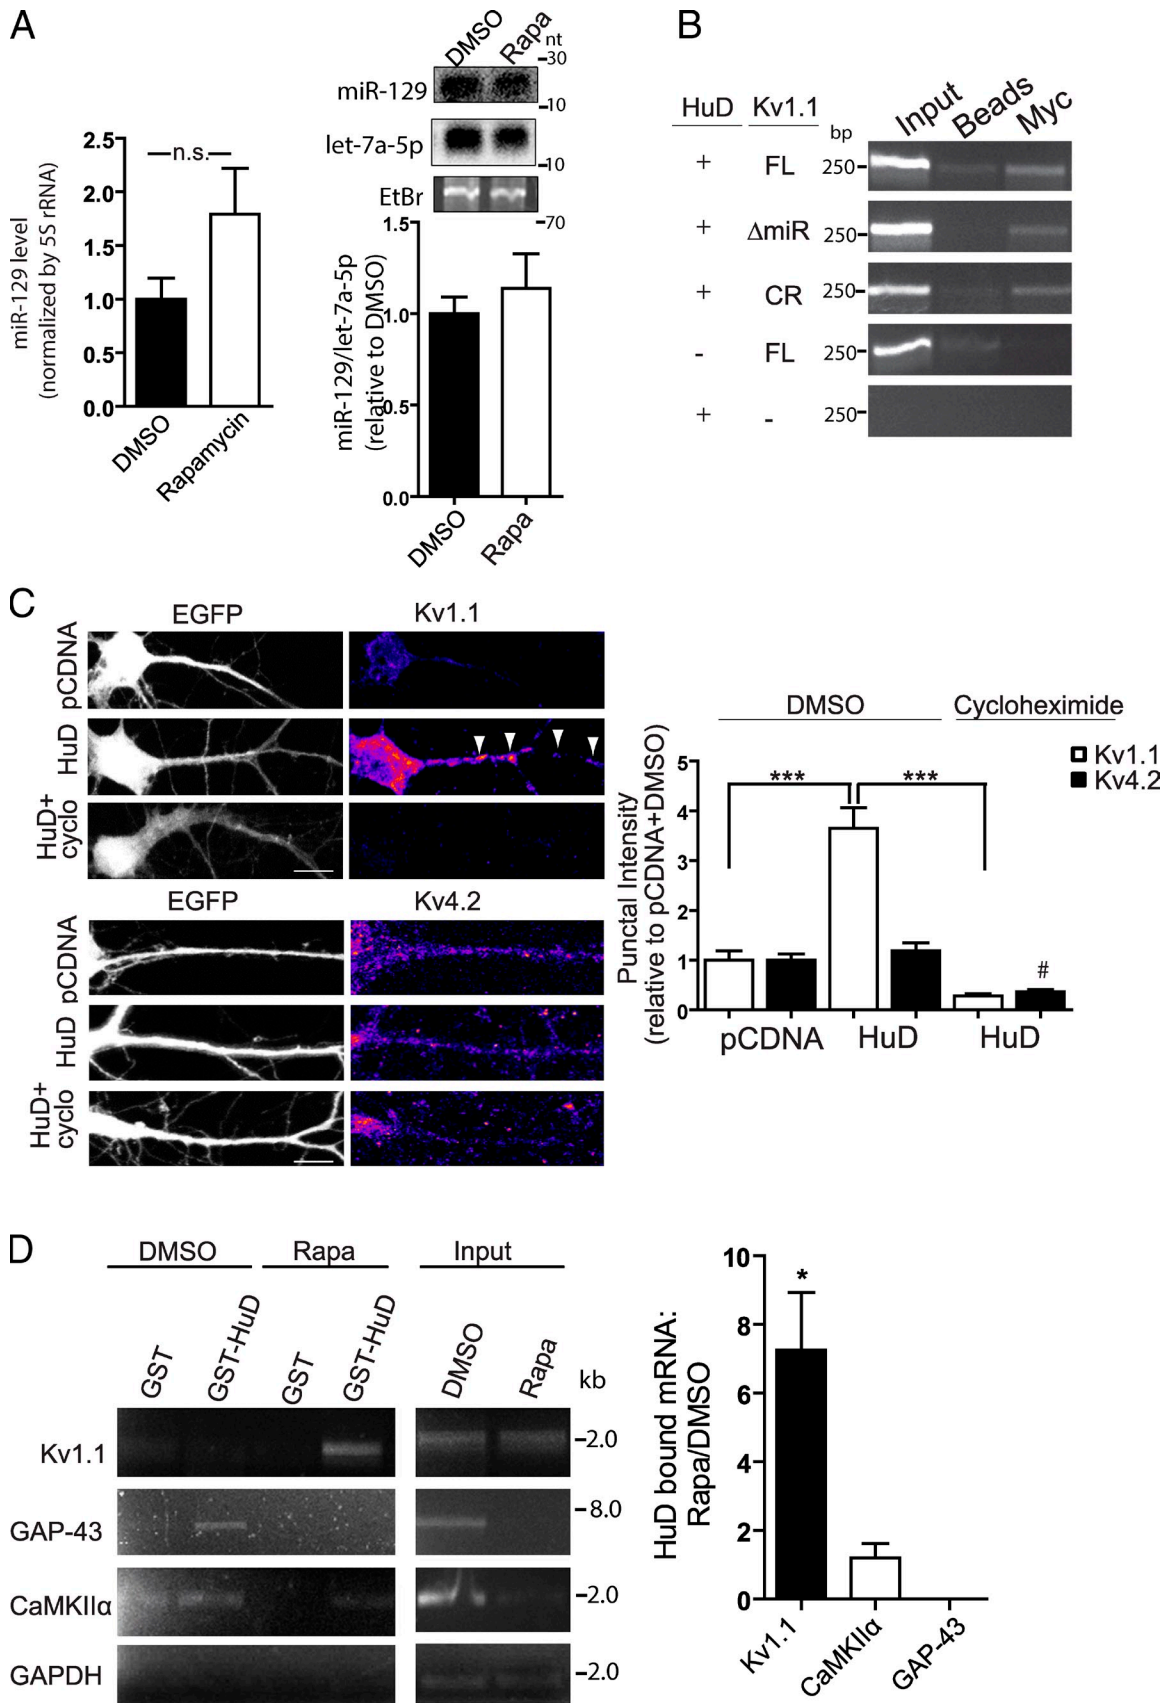 A
DMSO
Rapa
nt
30
miR-129
10
let-7a-5p
10
EtBr
70
miR-129 level
(normalized by 5S rRNA)
2.5
2.0
1.5
1.0
0.5
0.0
n.s.
DMSO
Rapamycin
miR-129/let-7a-5p
(relative to DMSO)
1.5
1.0
0.5
0.0
DMSO
Rapa
B
HuD Kv1.1 bp Input Beads Myc
+ FL 250
+ ΔmiR 250
+ CR 250
- FL 250
+ - 250
C
EGFP Kv1.1
pCDNA
HuD
HuD+
cyclo
EGFP Kv4.2
pCDNA
HuD
HuD+
cyclo
DMSO Cycloheximide
Kv1.1
Kv4.2
Punctal Intensity
(relative to pCDNA+DMSO)
5
4
3
2
1
0
*** ***
#
pCDNA HuD HuD
D
DMSO Rapa Input
GST GST-HuD GST GST-HuD DMSO Rapa kb
Kv1.1 2.0
GAP-43 8.0
CaMKIIα 2.0
GAPDH 2.0
HuD bound mRNA:
Rapa/DMSO
10
8
6
4
2
0
*
Kv1.1
CaMKIIα
GAP-43